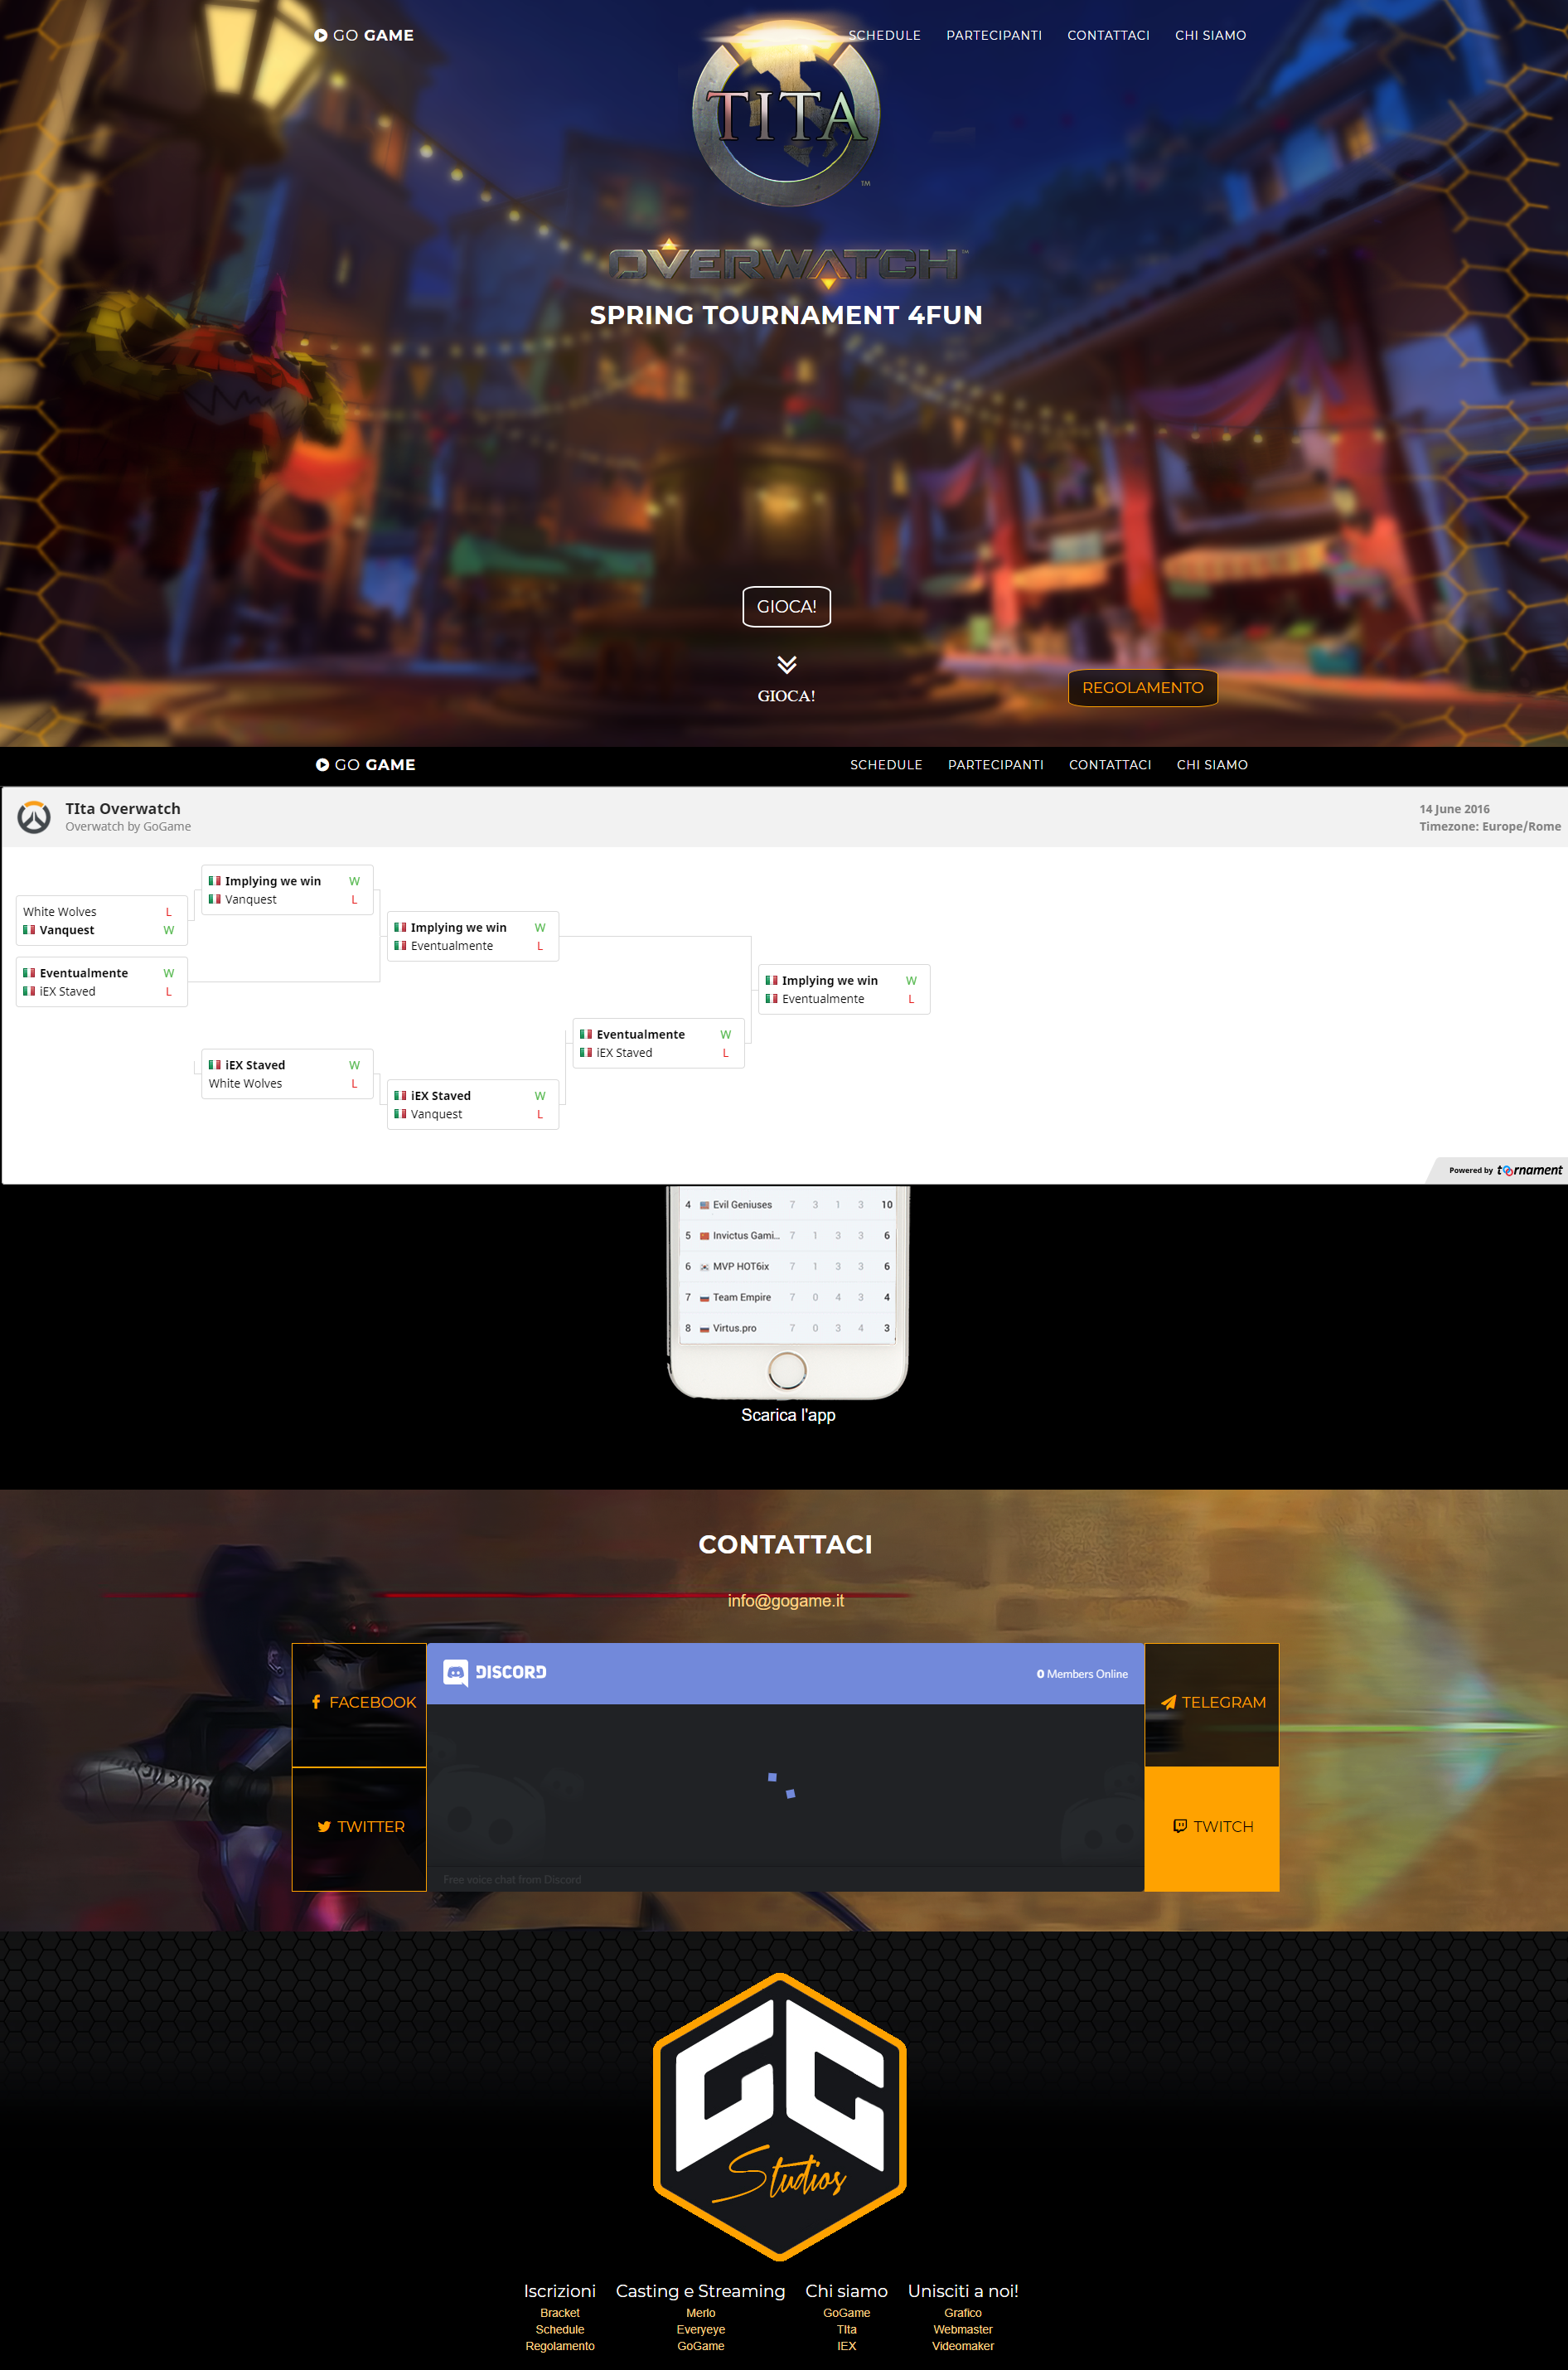 GO GAME
SCHEDULE PARTECIPANTI CONTATTACI CHI SIAMO
TITA
TM
OVERWATCH
SPRING TOURNAMENT 4FUN
GIOCA!
GIOCA!
REGOLAMENTO
GO GAME
SCHEDULE PARTECIPANTI CONTATTACI CHI SIAMO
TIta Overwatch
Overwatch by GoGame
14 June 2016
Timezone: Europe/Rome
White Wolves L
Vanquest W
Eventualmente W
iEX Staved L
Implying we win W
Vanquest L
iEX Staved W
White Wolves L
Implying we win W
Eventualmente L
iEX Staved W
Vanquest L
Eventualmente W
iEX Staved L
Implying we win W
Eventualmente L
Powered by toornament
4 Evil Geniuses 7 3 1 3 10
5 Invictus Gami... 7 1 3 3 6
6 MVP HOT6ix 7 1 3 3 6
7 Team Empire 7 0 4 3 4
8 Virtus.pro 7 0 3 4 3
Scarica l'app
CONTATTACI
info@gogame.it
FACEBOOK
TWITTER
DISCORD
0 Members Online
Free voice chat from Discord
TELEGRAM
TWITCH
GG
Studios
Iscrizioni
Bracket
Schedule
Regolamento
Casting e Streaming
Merlo
Everyeye
GoGame
Chi siamo
GoGame
TIta
IEX
Unisciti a noi!
Grafico
Webmaster
Videomaker